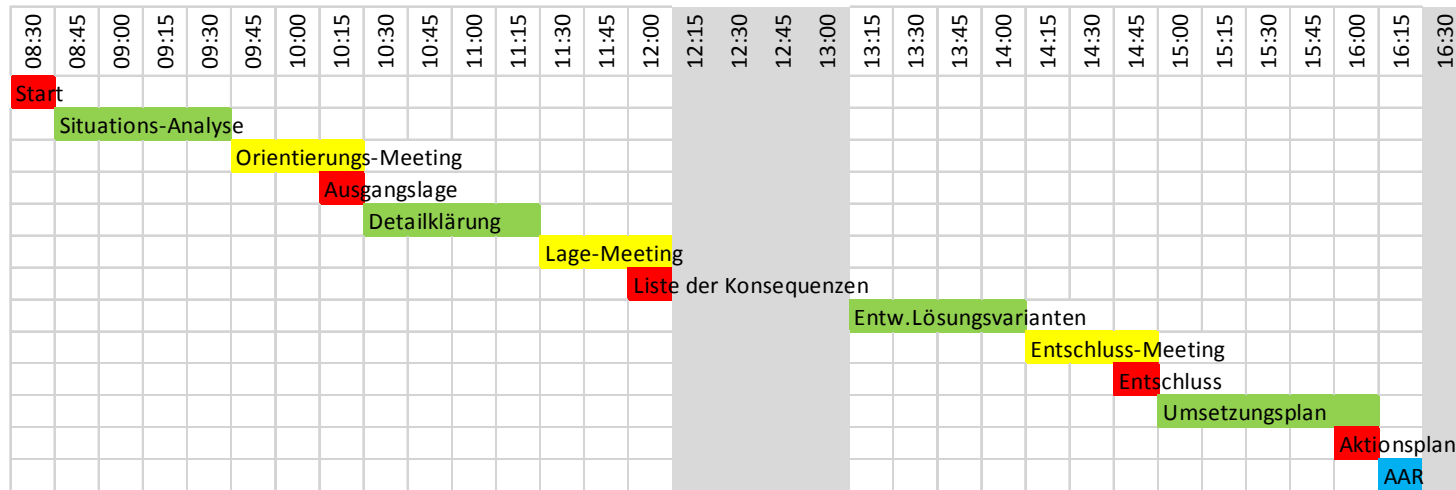 08:30 08:45 09:00 09:15 09:30 09:45 10:00 10:15 10:30 10:45 11:00 11:15 11:30 11:45 12:00 12:15 12:30 12:45 13:00 13:15 13:30 13:45 14:00 14:15 14:30 14:45 15:00 15:15 15:30 15:45 16:00 16:15 16:30
Start
Situations-Analyse
Orientierungs-Meeting
Ausgangslage
Detailklärung
Lage-Meeting
Liste der Konsequenzen
Entw.Lösungsvarianten
Entschluss-Meeting
Entschluss
Umsetzungsplan
Aktionsplan
AAR